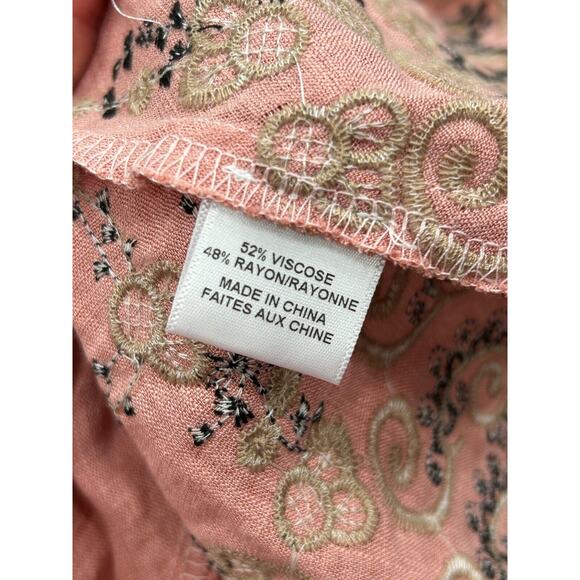 52% VISCOSE
48% RAYON/RAYONNE
MADE IN CHINA
FAITES AUX CHINE